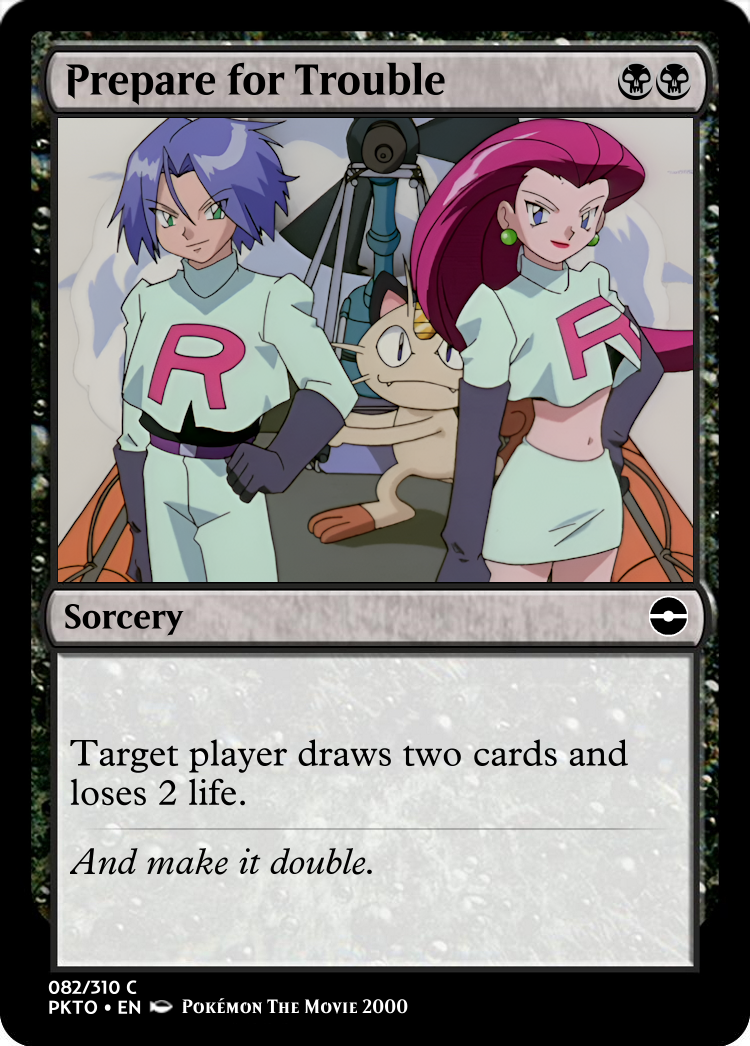 Prepare for Trouble
R
R
Sorcery
Target player draws two cards and
loses 2 life.
And make it double.
082/310 C
PKTO • EN Pokémon The Movie 2000